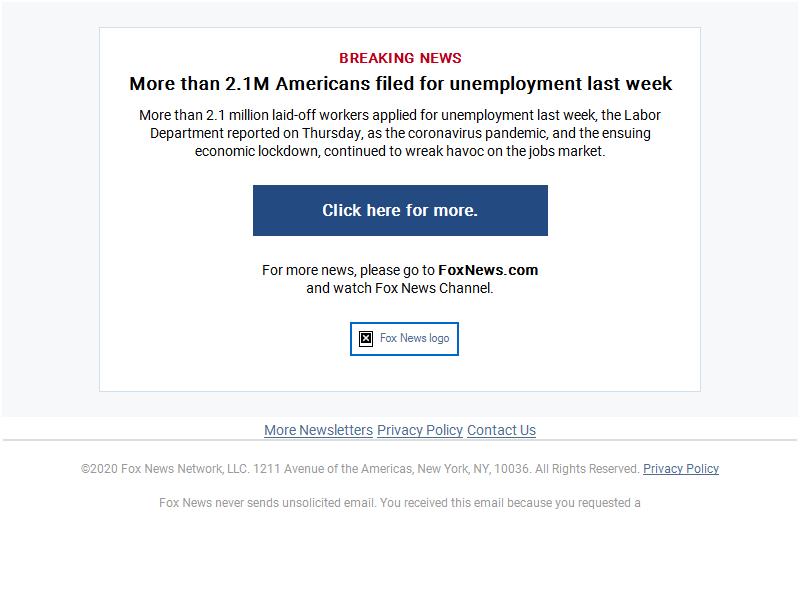 BREAKING NEWS
More than 2.1M Americans filed for unemployment last week
More than 2.1 million laid-off workers applied for unemployment last week, the Labor
Department reported on Thursday, as the coronavirus pandemic, and the ensuing
economic lockdown, continued to wreak havoc on the jobs market.
Click here for more.
For more news, please go to FoxNews.com
and watch Fox News Channel.
Fox News logo
More Newsletters Privacy Policy Contact Us
©2020 Fox News Network, LLC. 1211 Avenue of the Americas, New York, NY, 10036. All Rights Reserved. Privacy Policy
Fox News never sends unsolicited email. You received this email because you requested a